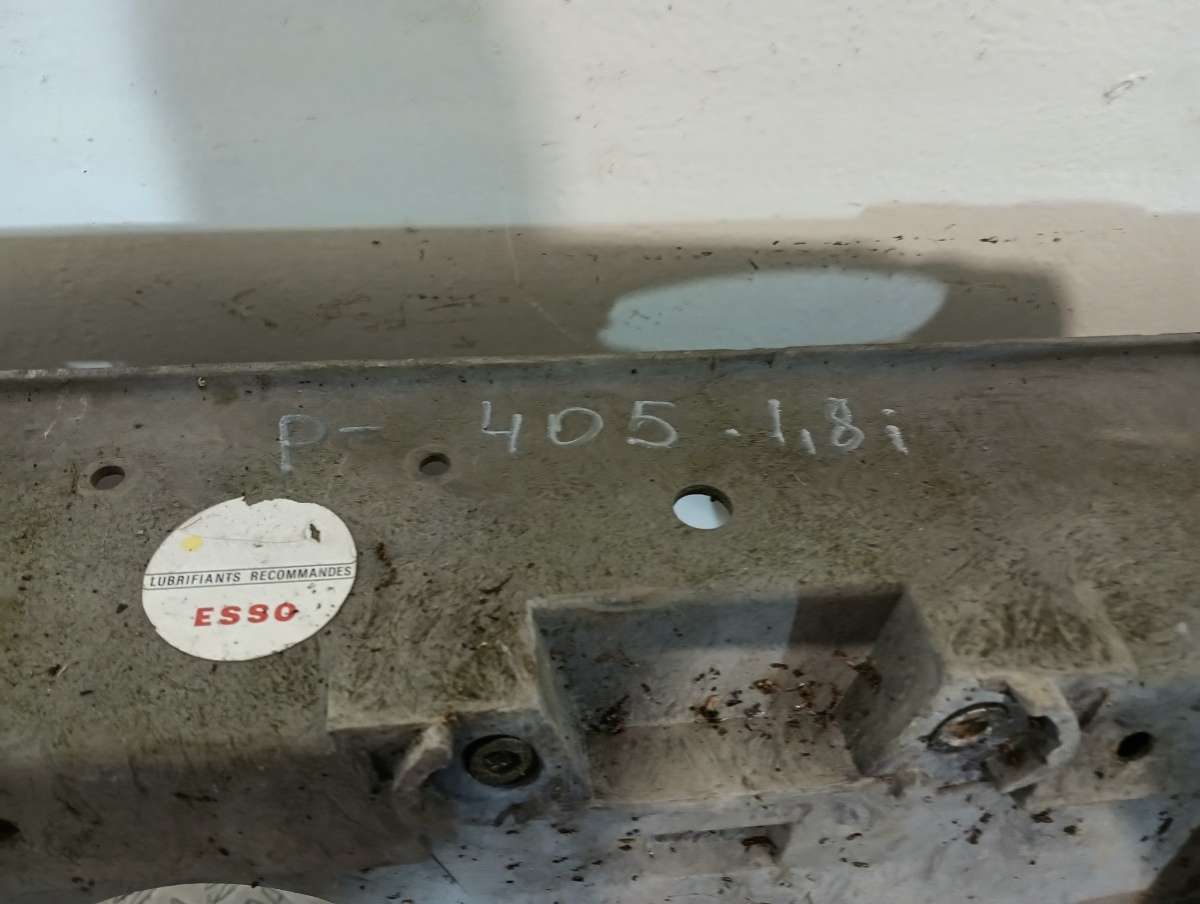 P- 405.1,8i
LUBRIFIANTS RECOMMANDES
ESSO